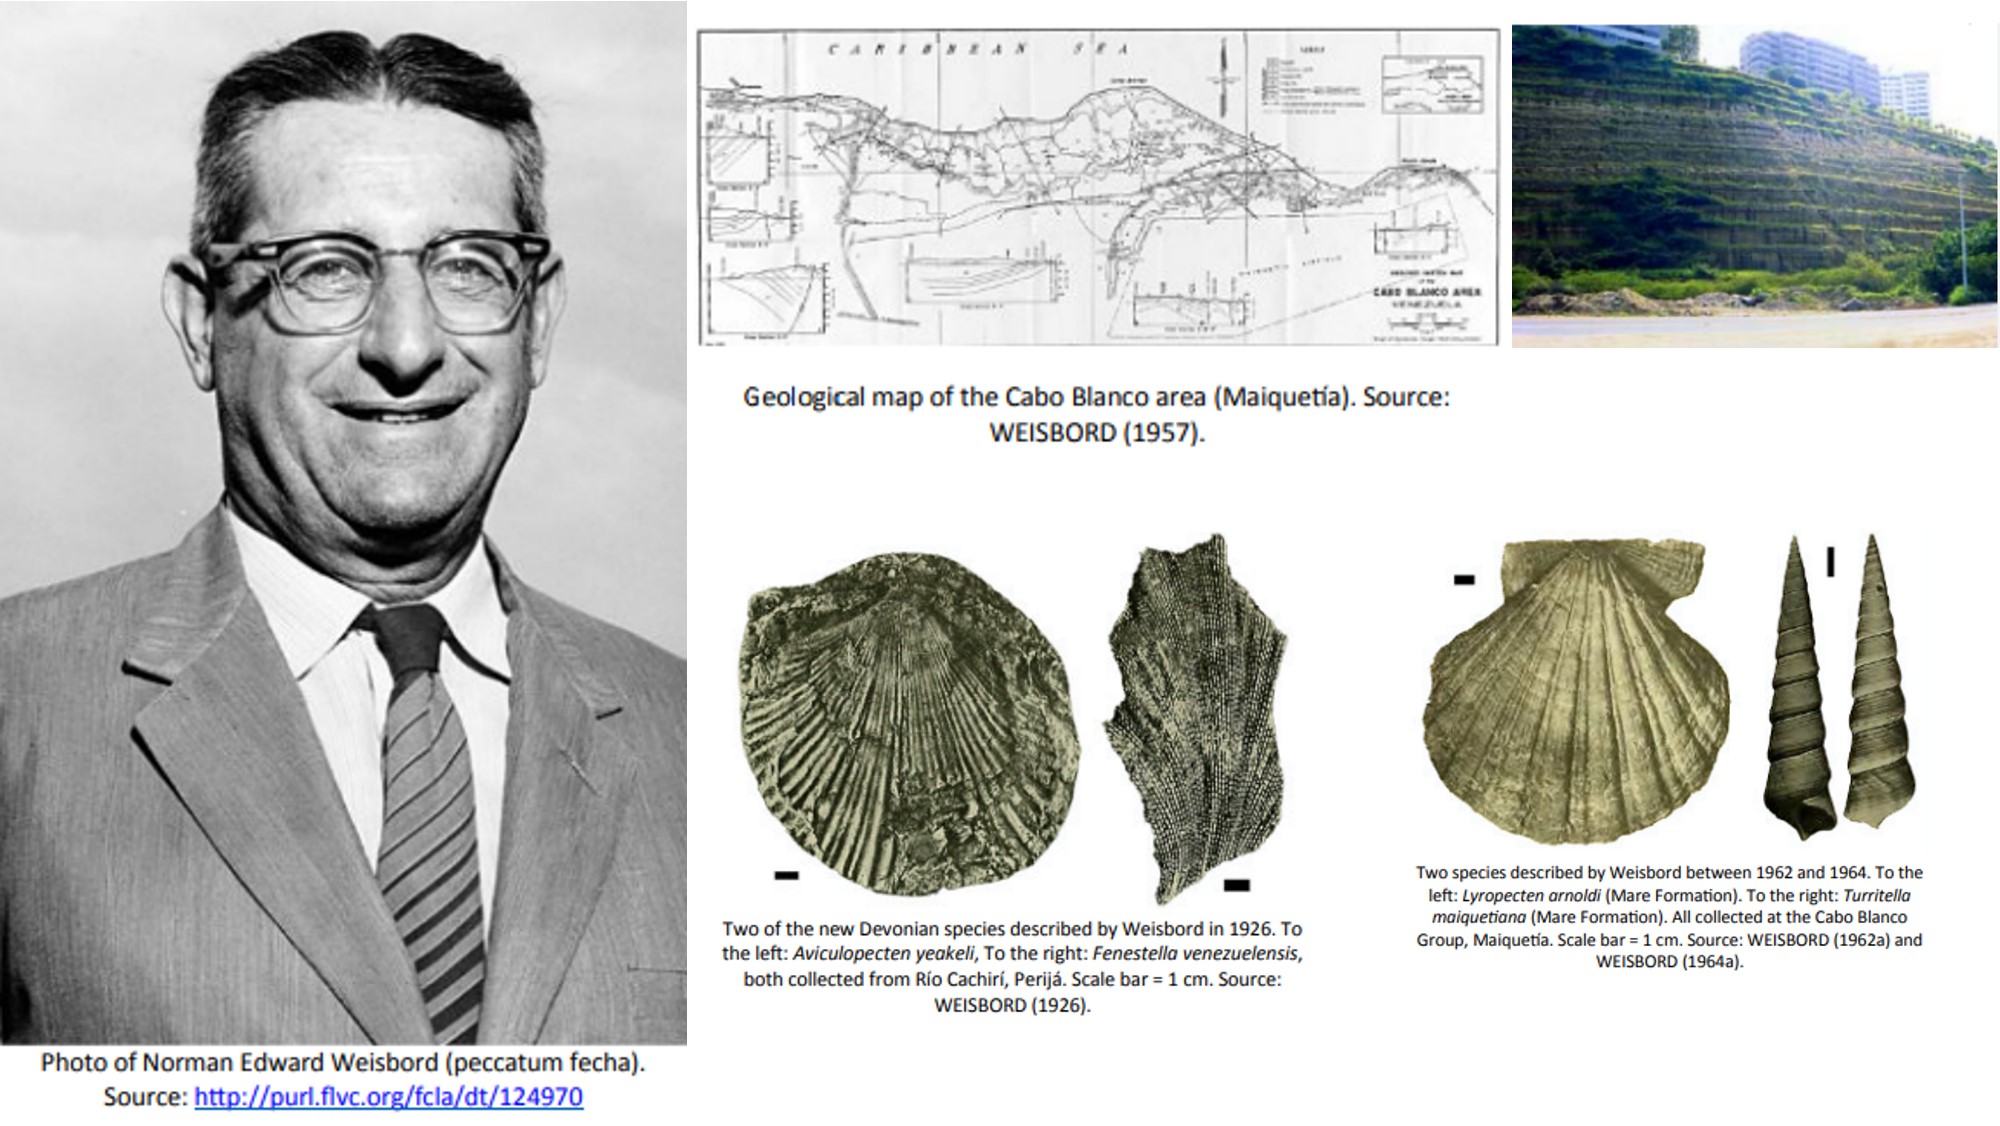 CARIBBEAN SEA
CABO BLANCO AREA
VENEZUELA
Geological map of the Cabo Blanco area (Maiquetía). Source:
WEISBORD (1957).
Two of the new Devonian species described by Weisbord in 1926. To
the left: Aviculopecten yeakeli, To the right: Fenestella venezuelensis,
both collected from Río Cachirí, Perijá. Scale bar = 1 cm. Source:
WEISBORD (1926).
Two species described by Weisbord between 1962 and 1964. To the
left: Lyropecten arnoldi (Mare Formation). To the right: Turritella
maiquetiana (Mare Formation). All collected at the Cabo Blanco
Group, Maiquetía. Scale bar = 1 cm. Source: WEISBORD (1962a) and
WEISBORD (1964a).
Photo of Norman Edward Weisbord (peccatum fecha).
Source: http://purl.flvc.org/fcla/dt/124970